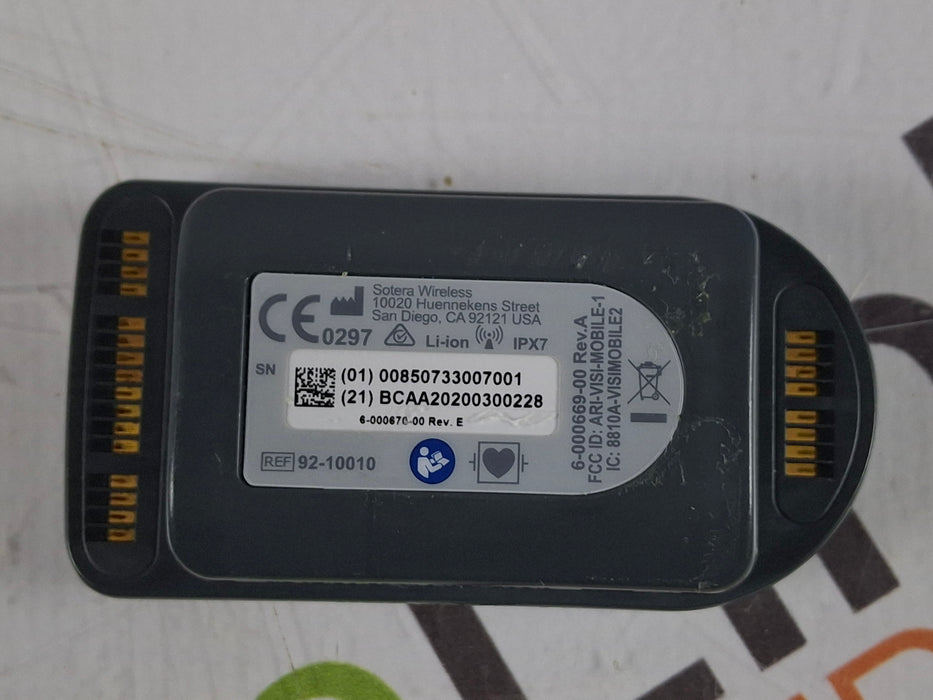 Sotera Wireless
10020 Huennekens Street
San Diego, CA 92121 USA
CE 0297 Li-ion IPX7
SN
(01) 00850733007001
(21) BCAA20200300228
6-000670-00 Rev. E
REF 92-10010
6-000669-00 Rev.A
FCC ID: ARI-VISI-MOBILE-1
IC: 8810A-VISIMOBILE2